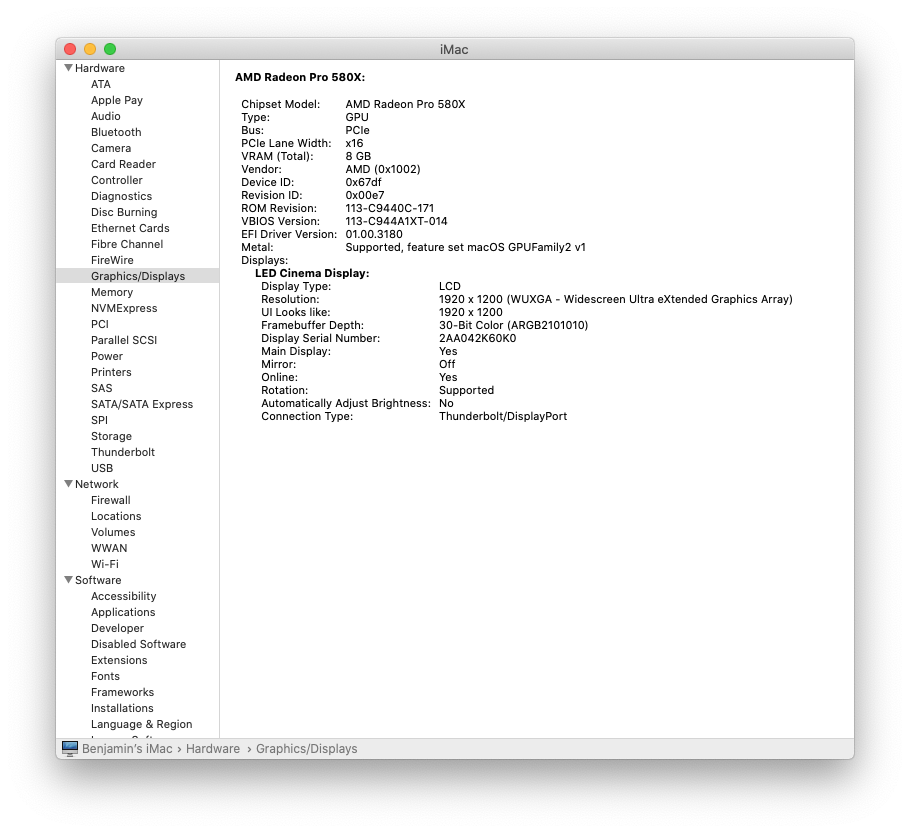 iMac
Hardware
ATA
Apple Pay
Audio
Bluetooth
Camera
Card Reader
Controller
Diagnostics
Disc Burning
Ethernet Cards
Fibre Channel
FireWire
Graphics/Displays
Memory
NVMExpress
PCI
Parallel SCSI
Power
Printers
SAS
SATA/SATA Express
SPI
Storage
Thunderbolt
USB
Network
Firewall
Locations
Volumes
WWAN
Wi-Fi
Software
Accessibility
Applications
Developer
Disabled Software
Extensions
Fonts
Frameworks
Installations
Language & Region
AMD Radeon Pro 580X:
Chipset Model: AMD Radeon Pro 580X
Type: GPU
Bus: PCIe
PCIe Lane Width: x16
VRAM (Total): 8 GB
Vendor: AMD (0x1002)
Device ID: 0x67df
Revision ID: 0x00e7
ROM Revision: 113-C9440C-171
VBIOS Version: 113-C944A1XT-014
EFI Driver Version: 01.00.3180
Metal: Supported, feature set macOS GPUFamily2 v1
Displays:
LED Cinema Display:
Display Type: LCD
Resolution: 1920 x 1200 (WUXGA - Widescreen Ultra eXtended Graphics Array)
UI Looks like: 1920 x 1200
Framebuffer Depth: 30-Bit Color (ARGB2101010)
Display Serial Number: 2AA042K60K0
Main Display: Yes
Mirror: Off
Online: Yes
Rotation: Supported
Automatically Adjust Brightness: No
Connection Type: Thunderbolt/DisplayPort
Benjamin's iMac › Hardware › Graphics/Displays